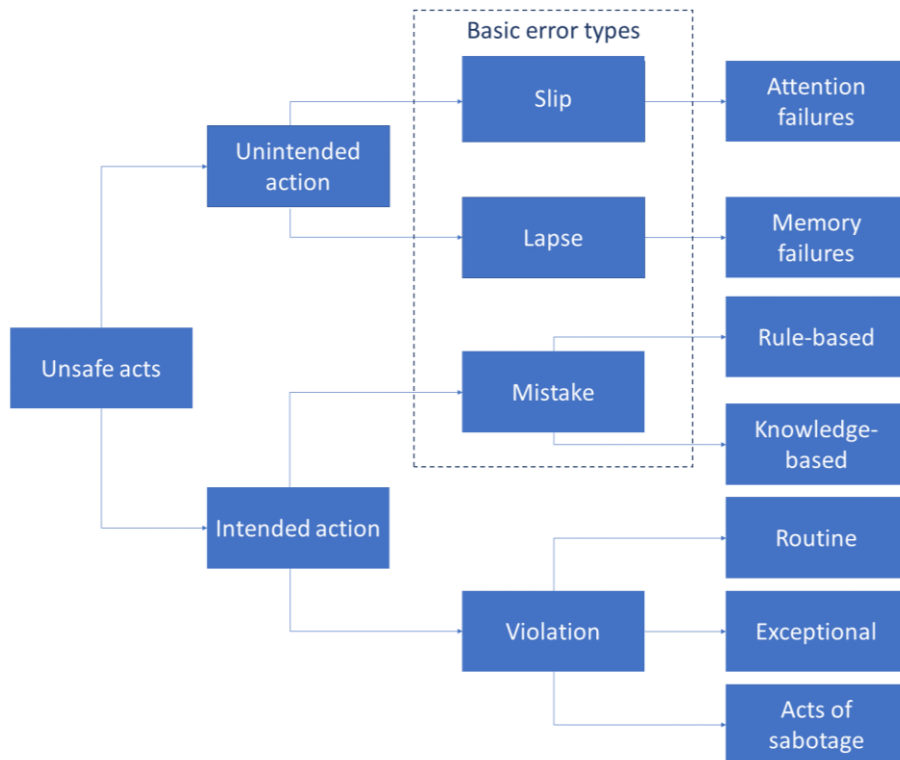 Basic error types
Slip
Attention
failures
Unintended
action
Lapse
Memory
failures
Unsafe acts
Mistake
Rule-based
Knowledge-
based
Intended action
Routine
Violation
Exceptional
Acts of
sabotage